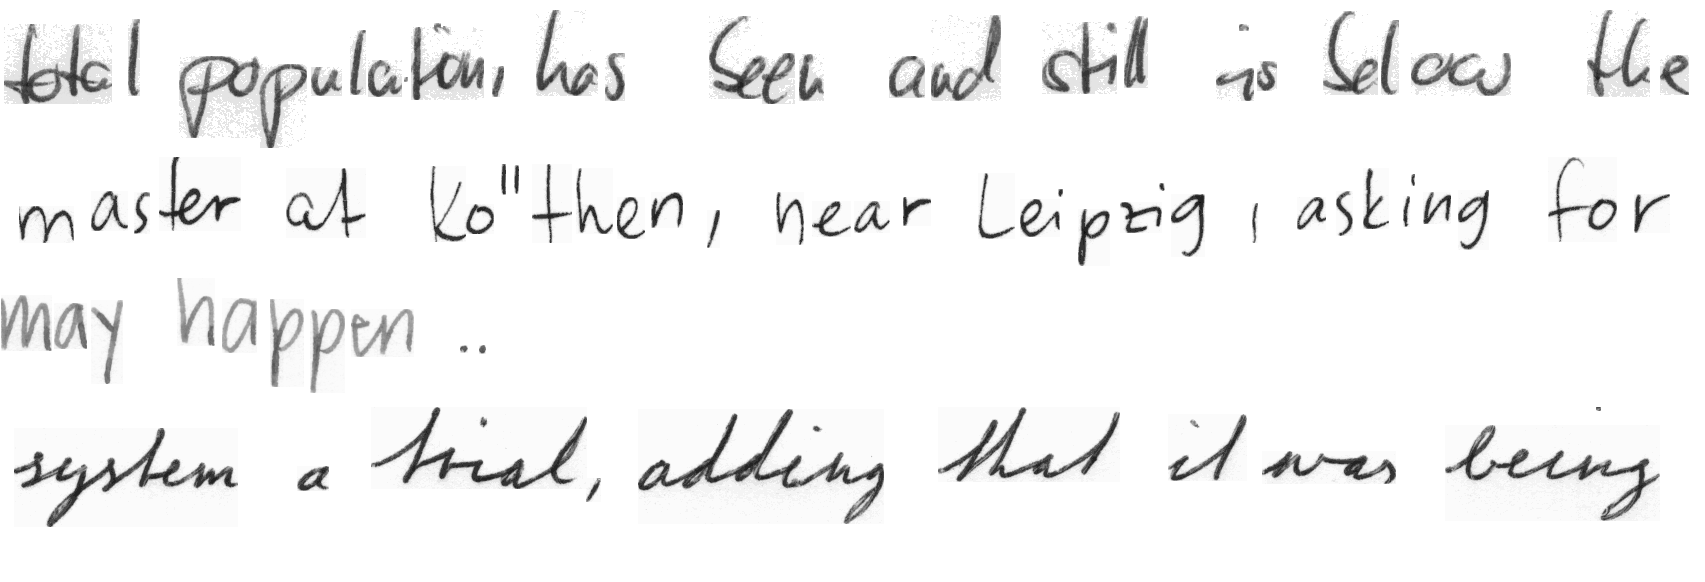 total population, has been and still is below the
master at Kö"then, near Leipzig, asking for
may happen ..
system a trial, adding that it was being